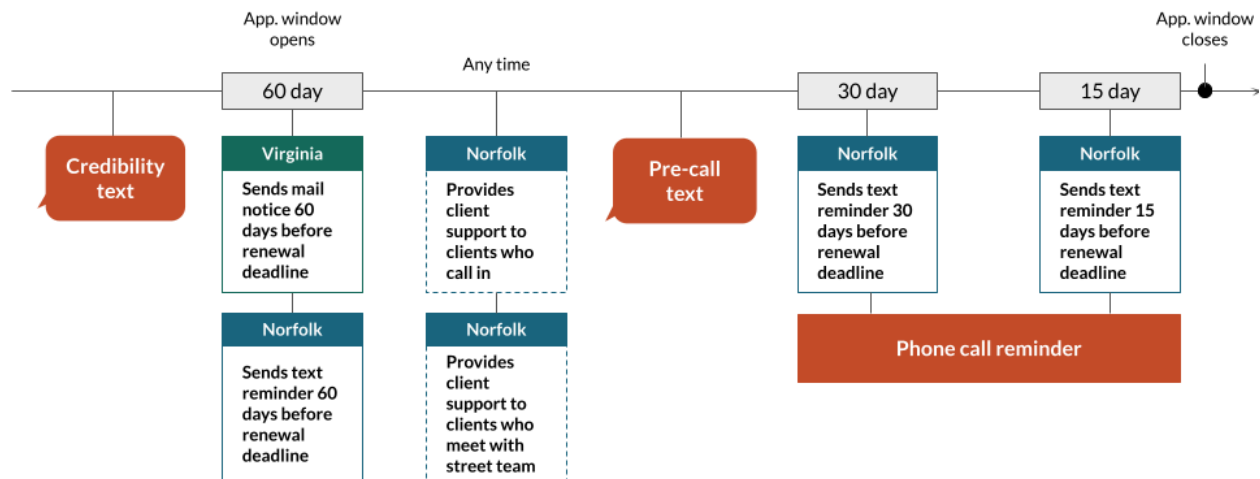 App. window
opens
App. window
closes
Any time
60 day
30 day
15 day
Credibility
text
Virginia
Sends mail
notice 60
days before
renewal
deadline
Norfolk
Provides
client
support to
clients who
call in
Pre-call
text
Norfolk
Sends text
reminder 30
days before
renewal
deadline
Norfolk
Sends text
reminder 15
days before
renewal
deadline
Norfolk
Sends text
reminder 60
days before
renewal
deadline
Norfolk
Provides
client
support to
clients who
meet with
street team
Phone call reminder